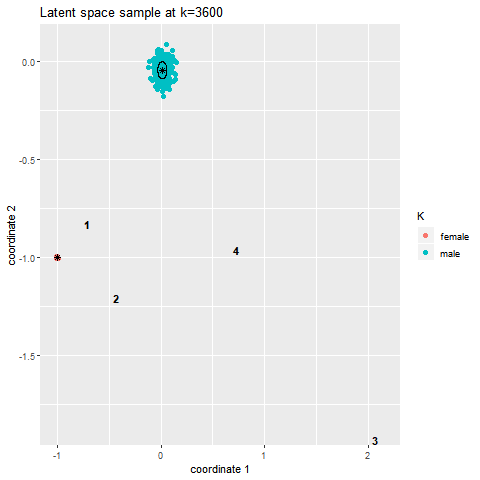 Latent space sample at k=3600
0.0
-0.5
-1.0
-1.5
coordinate 2
1
4
2
3
-1
0
1
2
coordinate 1
K
female
male